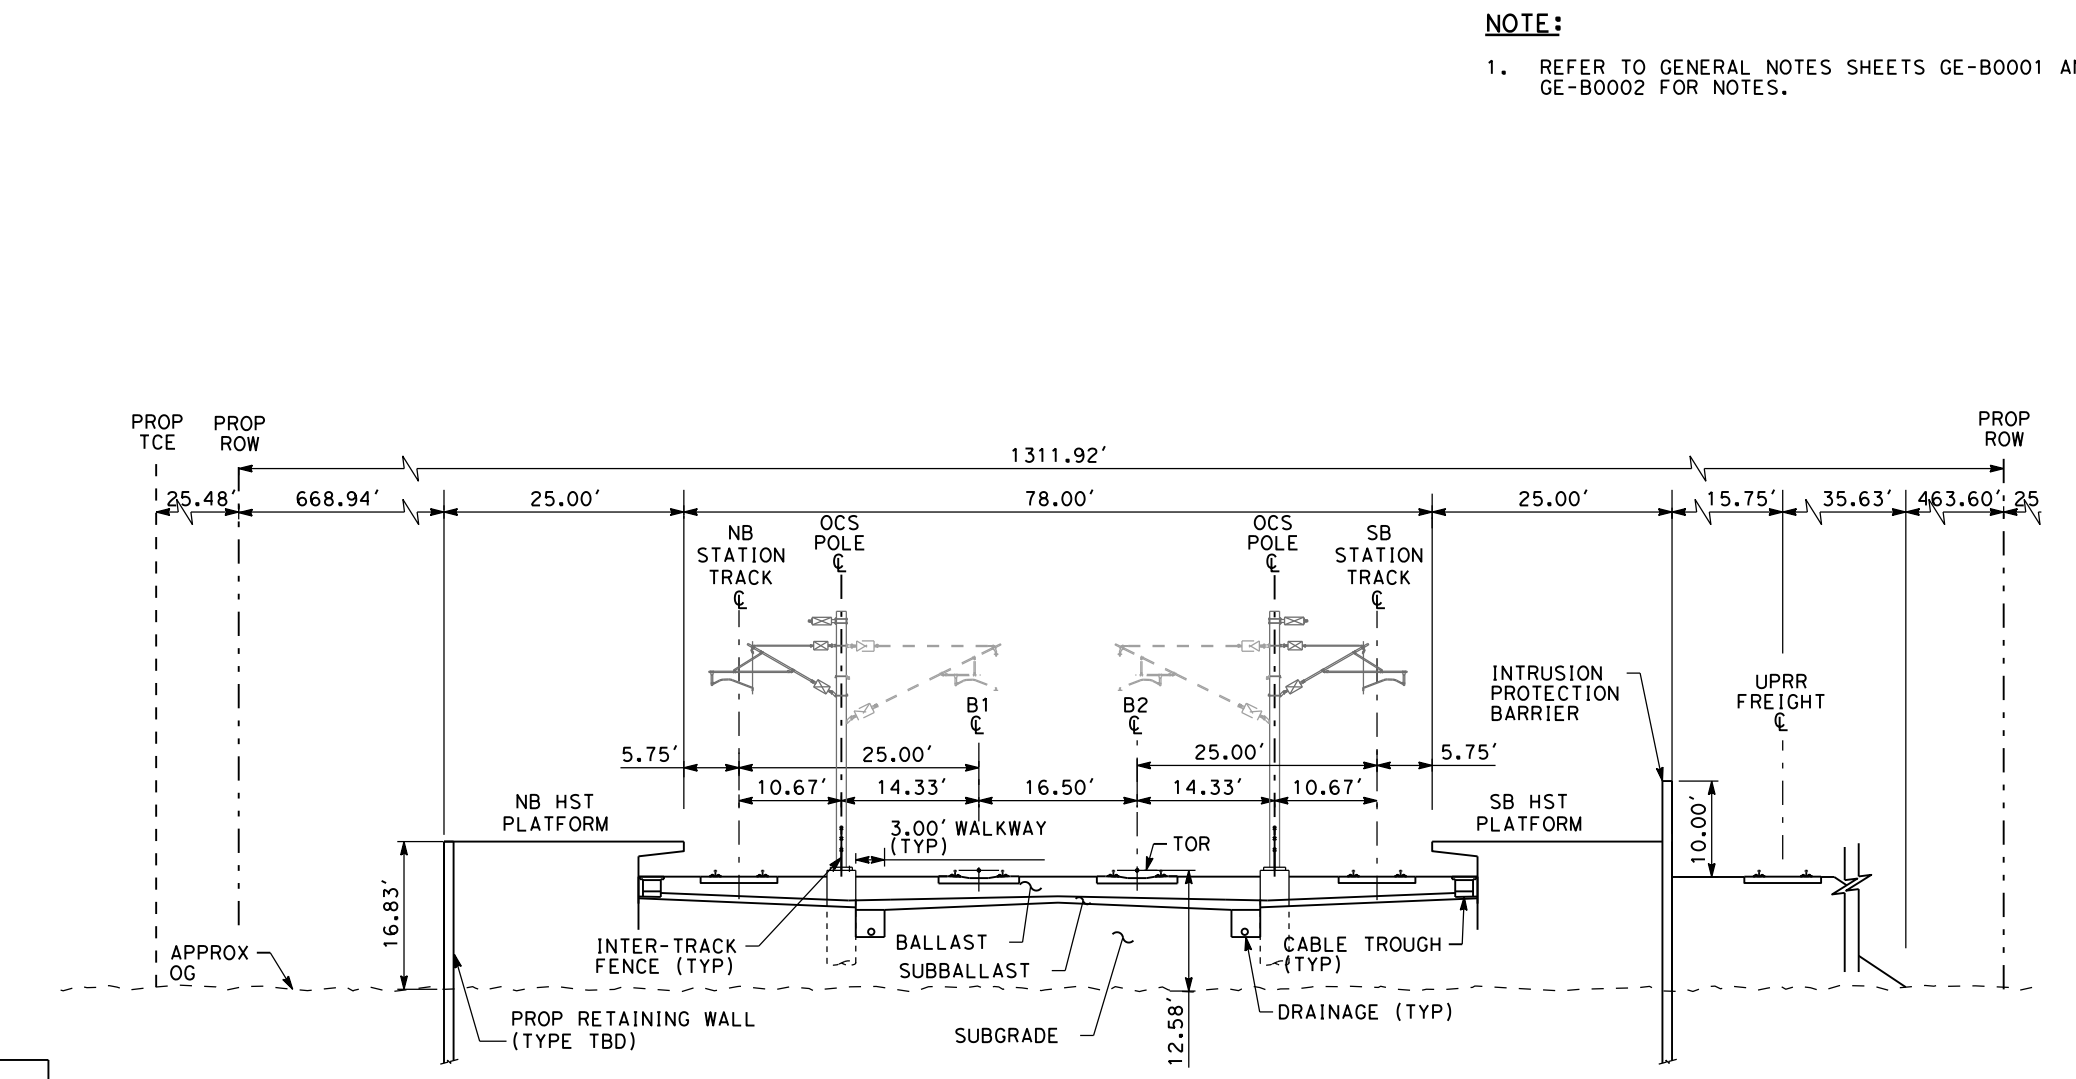 NOTE:
1. REFER TO GENERAL NOTES SHEETS GE-B0001
GE-B0002 FOR NOTES.
PROP
TCE
PROP
ROW
PROP
ROW
1311.92'
25.48'
668.94'
25.00'
78.00'
25.00'
15.75'
35.63'
463.60'
25
NB
STATION
TRACK
℄
OCS
POLE
℄
OCS
POLE
℄
SB
STATION
TRACK
℄
INTRUSION
PROTECTION
BARRIER
UPRR
FREIGHT
℄
B1
℄
B2
℄
5.75'
25.00'
25.00'
5.75'
10.67'
14.33'
16.50'
14.33'
10.67'
NB HST
PLATFORM
SB HST
PLATFORM
3.00' WALKWAY
(TYP)
TOR
10.00'
16.83'
APPROX
OG
INTER-TRACK
FENCE (TYP)
BALLAST
SUBBALLAST
CABLE TROUGH
(TYP)
PROP RETAINING WALL
(TYPE TBD)
SUBGRADE
12.58'
DRAINAGE (TYP)